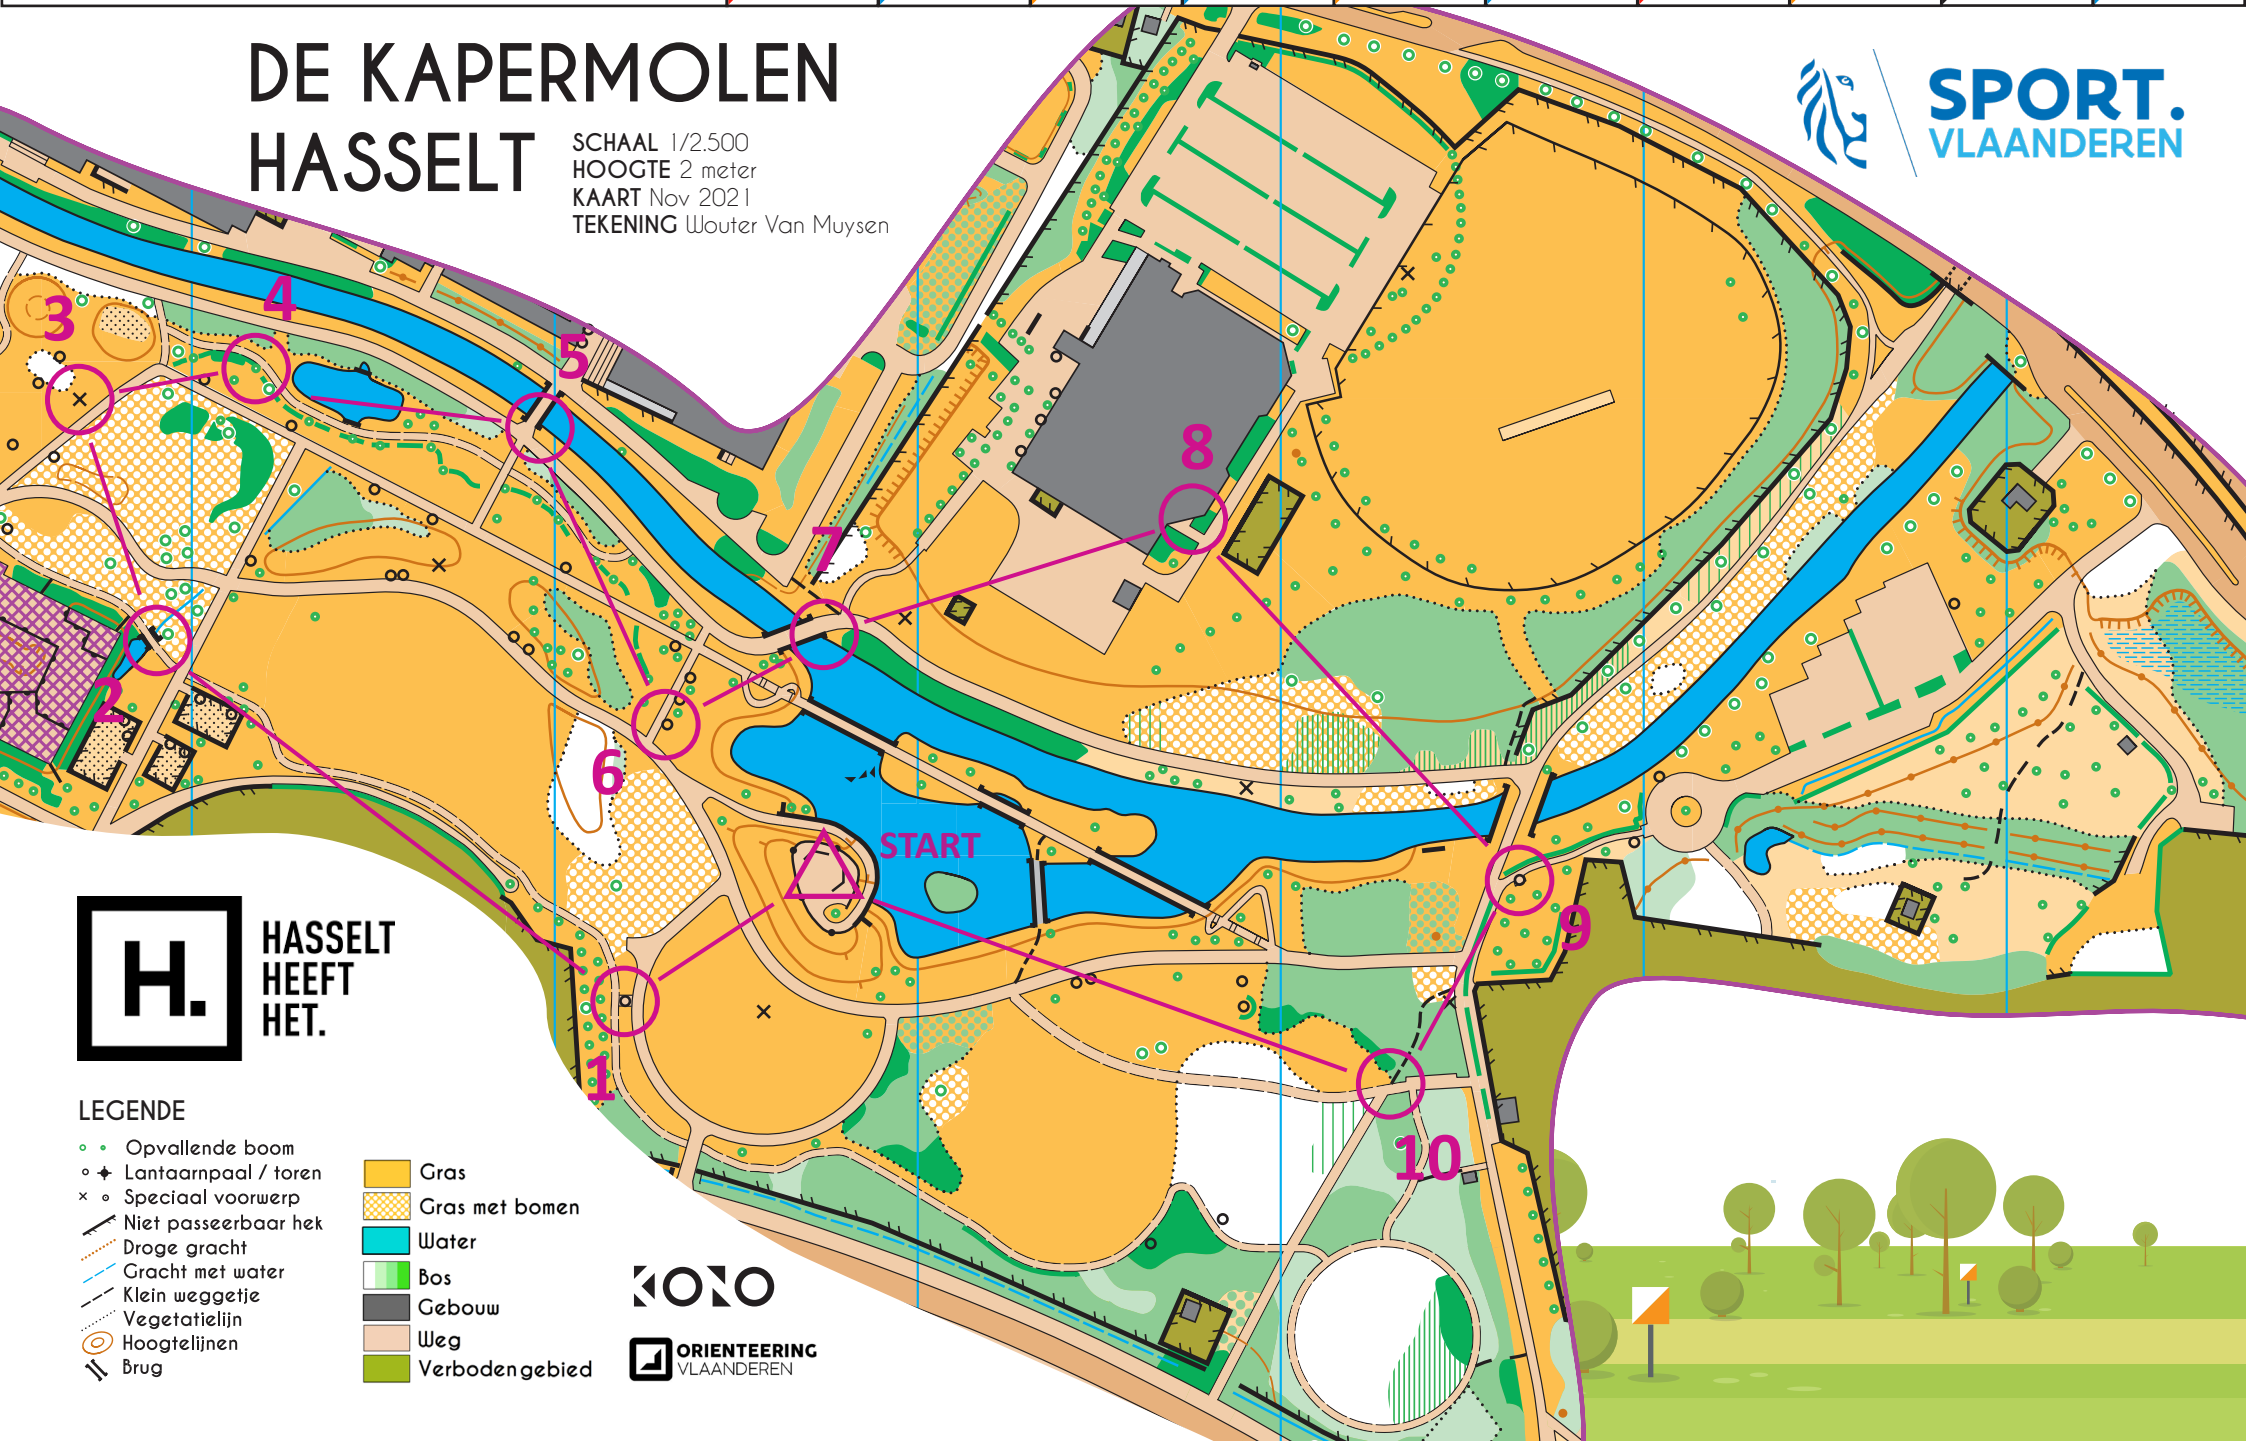 DE KAPERMOLEN
HASSELT
SCHAAL 1/2.500
HOOGTE 2 meter
KAART Nov 2021
TEKENING Wouter Van Muysen
SPORT.
VLAANDEREN
3
4
5
8
7
2
6
START
9
1
10
H.
HASSELT
HEEFT
HET.
LEGENDE
Opvallende boom
Lantaarnpaal / toren
Speciaal voorwerp
Niet passeerbaar hek
Droge gracht
Gracht met water
Klein weggetje
Vegetatielijn
Hoogtelijnen
Brug
Gras
Gras met bomen
Water
Bos
Gebouw
Weg
Verboden gebied
KOKO
ORIENTEERING
VLAANDEREN